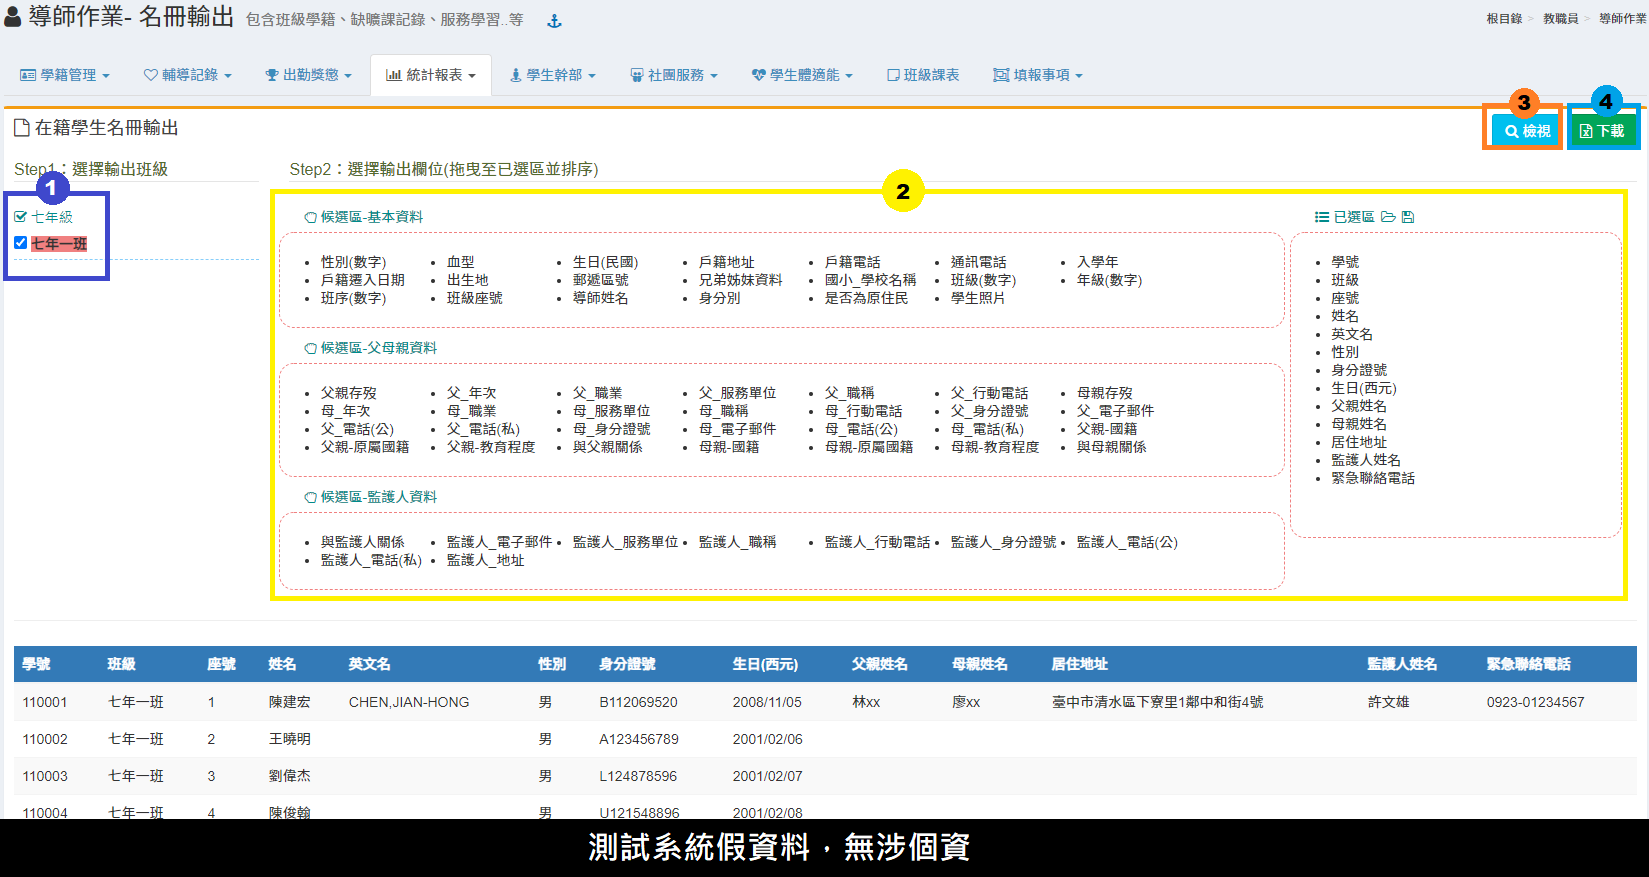 導師作業- 名冊輸出 包含班級學籍、缺曠課記錄、服務學習..等
根目錄 > 教職員 > 導師作業
學籍管理 輔導記錄 出勤獎懲 統計報表 學生幹部 社團服務 學生體適能 班級課表 填報事項
在籍學生名冊輸出
3 檢視
4 下載
Step1：選擇輸出班級
Step2：選擇輸出欄位(拖曳至已選區並排序)
1
七年級
七年一班
2
候選區-基本資料
性別(數字) 血型 生日(民國) 戶籍地址 戶籍電話 通訊電話 入學年
戶籍遷入日期 出生地 郵遞區號 兄弟姊妹資料 國小_學校名稱 班級(數字) 年級(數字)
班序(數字) 班級座號 導師姓名 身分別 是否為原住民 學生照片
候選區-父母親資料
父親存歿 父_年次 父_職業 父_服務單位 父_職稱 父_行動電話 母親存歿
母_年次 母_職業 母_服務單位 母_職稱 母_行動電話 父_身分證號 父_電子郵件
父_電話(公) 父_電話(私) 母_身分證號 母_電子郵件 母_電話(公) 母_電話(私) 父親-國籍
父親-原屬國籍 父親-教育程度 與父親關係 母親-國籍 母親-原屬國籍 母親-教育程度 與母親關係
候選區-監護人資料
與監護人關係 監護人_電子郵件 監護人_服務單位 監護人_職稱 監護人_行動電話 監護人_身分證號 監護人_電話(公)
監護人_電話(私) 監護人_地址
已選區
學號
班級
座號
姓名
英文名
性別
身分證號
生日(西元)
父親姓名
母親姓名
居住地址
監護人姓名
緊急聯絡電話
學號 班級 座號 姓名 英文名 性別 身分證號 生日(西元) 父親姓名 母親姓名 居住地址 監護人姓名 緊急聯絡電話
110001 七年一班 1 陳建宏 CHEN,JIAN-HONG 男 B112069520 2008/11/05 林xx 廖xx 臺中市清水區下寮里1鄰中和街4號 許文雄 0923-01234567
110002 七年一班 2 王曉明 男 A123456789 2001/02/06
110003 七年一班 3 劉偉杰 男 L124878596 2001/02/07
110004 七年一班 4 陳俊翰 男 U121548896 2001/02/08
測試系統假資料，無涉個資